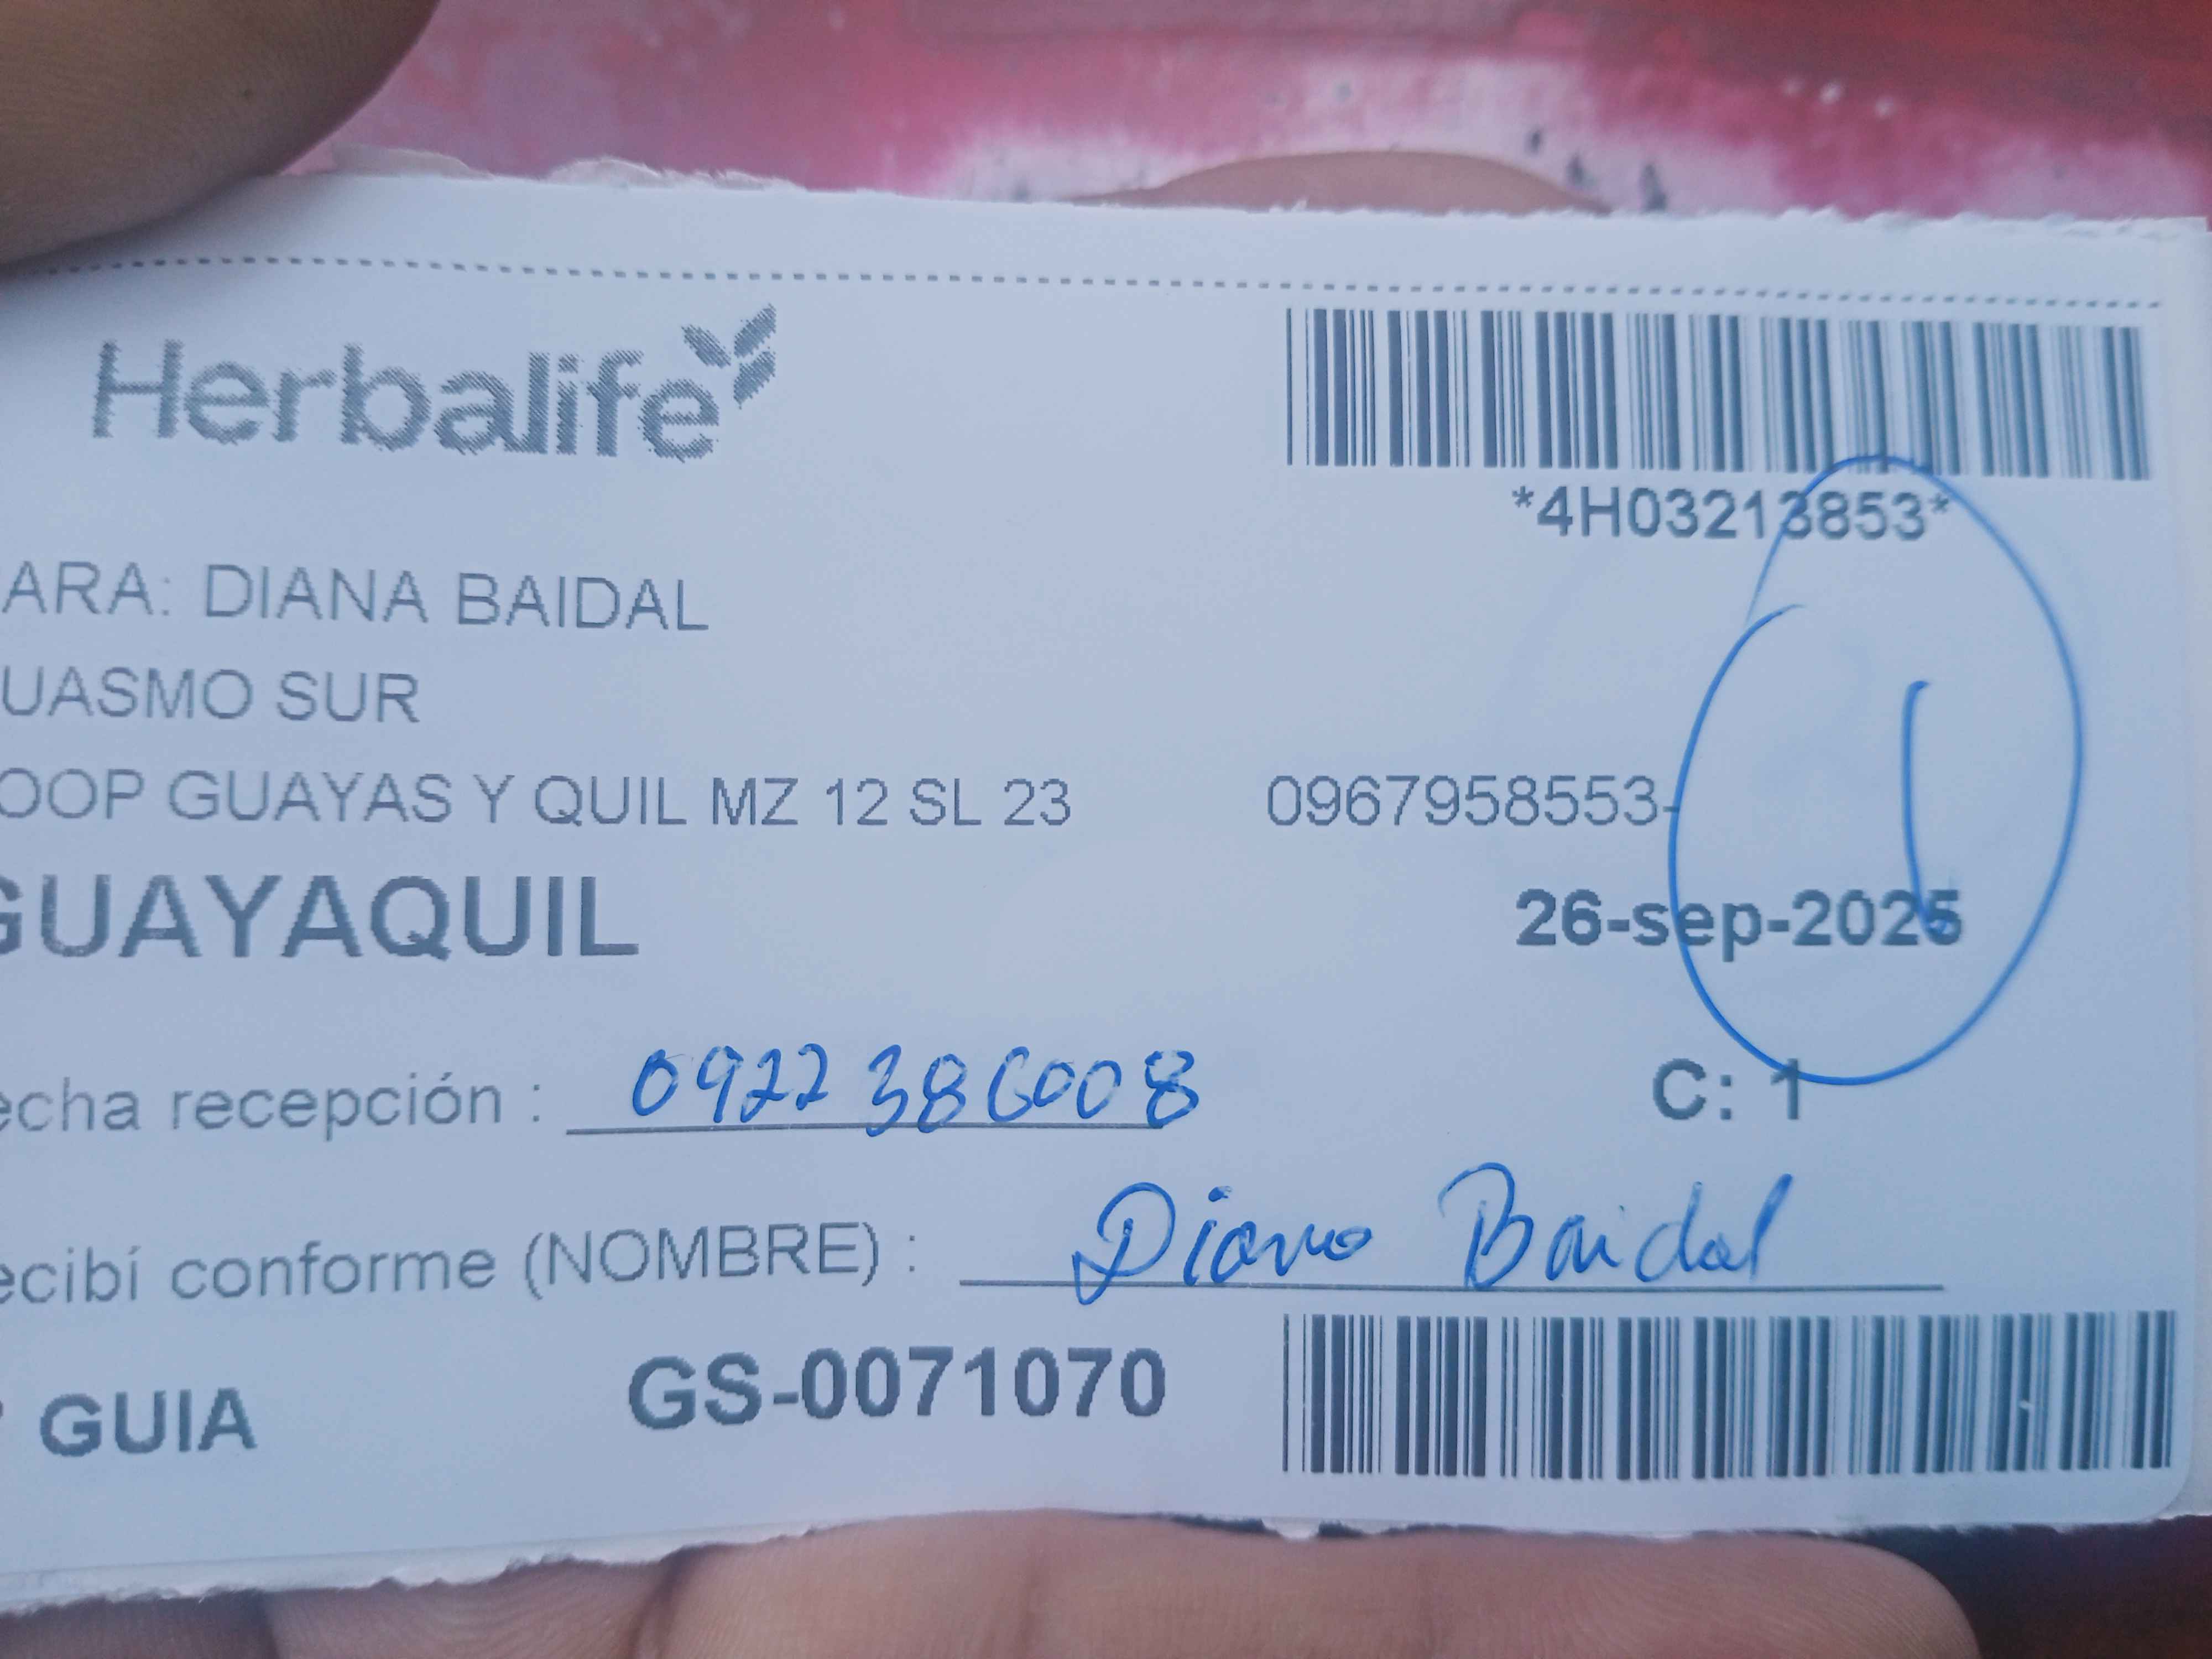 Herbalife
*4H03213853*
ARA: DIANA BAIDAL
UASMO SUR
OOP GUAYAS Y QUIL MZ 12 SL 23 0967958553-
GUAYAQUIL 26-sep-2025
echa recepción : 0922386008
C: 1
ecibí conforme (NOMBRE) : Diana Baidal
GUIA GS-0071070